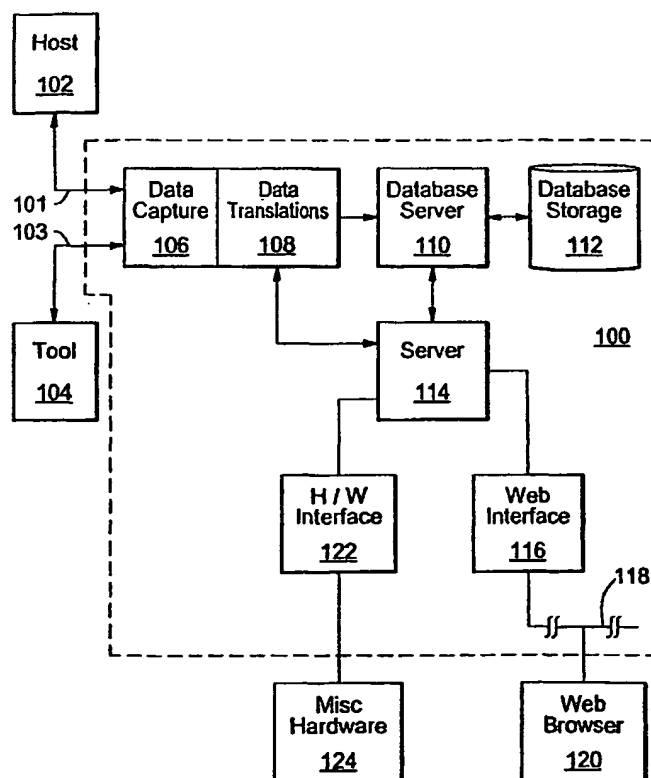 Host
102
101
103
Data
Capture
106
Data
Translations
108
Database
Server
110
Database
Storage
112
Tool
104
Server
114
100
H / W
Interface
122
Web
Interface
116
118
Misc
Hardware
124
Web
Browser
120